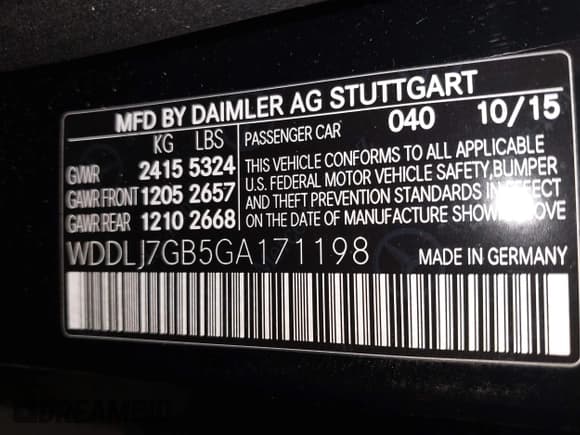 MFD BY DAIMLER AG STUTTGART
KG LBS
GVWR 2415 5324
GAWR FRONT 1205 2657
GAWR REAR 1210 2668
PASSENGER CAR 040 10/15
THIS VEHICLE CONFORMS TO ALL APPLICABLE
U.S. FEDERAL MOTOR VEHICLE SAFETY,BUMPER
AND THEFT PREVENTION STANDARDS IN EFFECT
ON THE DATE OF MANUFACTURE SHOWN ABOVE
WDDLJ7GB5GA171198 MADE IN GERMANY
DREAMBID